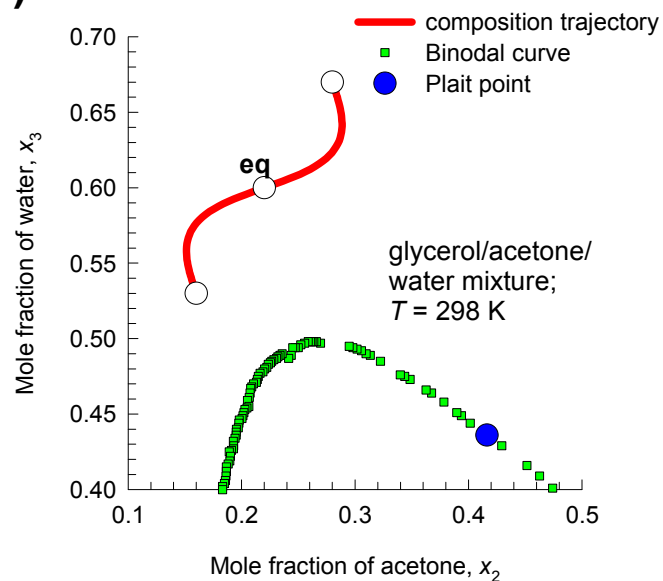 )
composition trajectory
Binodal curve
Plait point
0.70
0.65
0.60
0.55
0.50
0.45
0.40
Mole fraction of water, x₃
eq
glycerol/acetone/
water mixture;
T = 298 K
0.1
0.2
0.3
0.4
0.5
Mole fraction of acetone, x₂